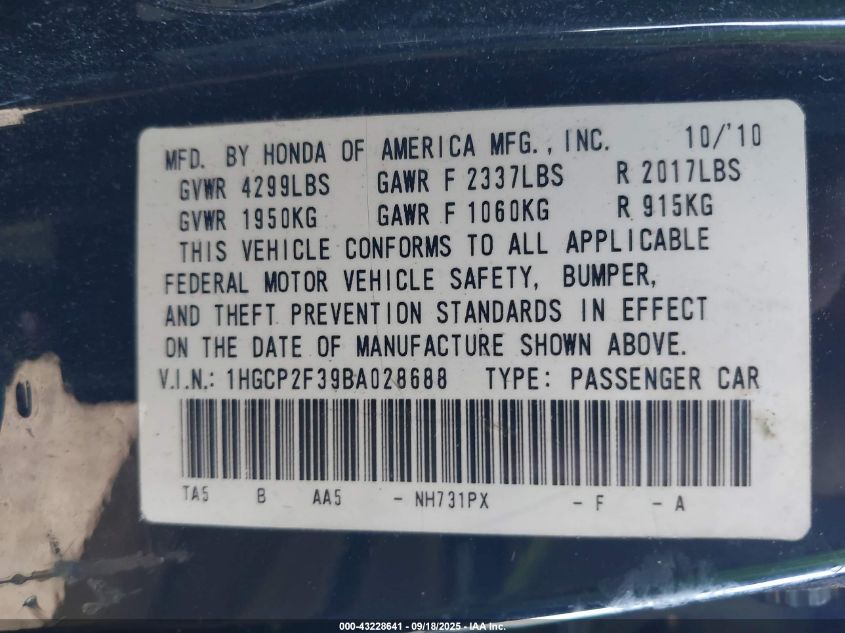 MFD. BY HONDA OF AMERICA MFG., INC. 10/'10
GVWR 4299LBS GAWR F 2337LBS R 2017LBS
GVWR 1950KG GAWR F 1060KG R 915KG
THIS VEHICLE CONFORMS TO ALL APPLICABLE
FEDERAL MOTOR VEHICLE SAFETY, BUMPER,
AND THEFT PREVENTION STANDARDS IN EFFECT
ON THE DATE OF MANUFACTURE SHOWN ABOVE.
V.I.N.: 1HGCP2F39BA028688 TYPE: PASSENGER CAR
TA5 B AA5 - NH731PX - F - A
000-43228641 - 09/18/2025 - IAA Inc.